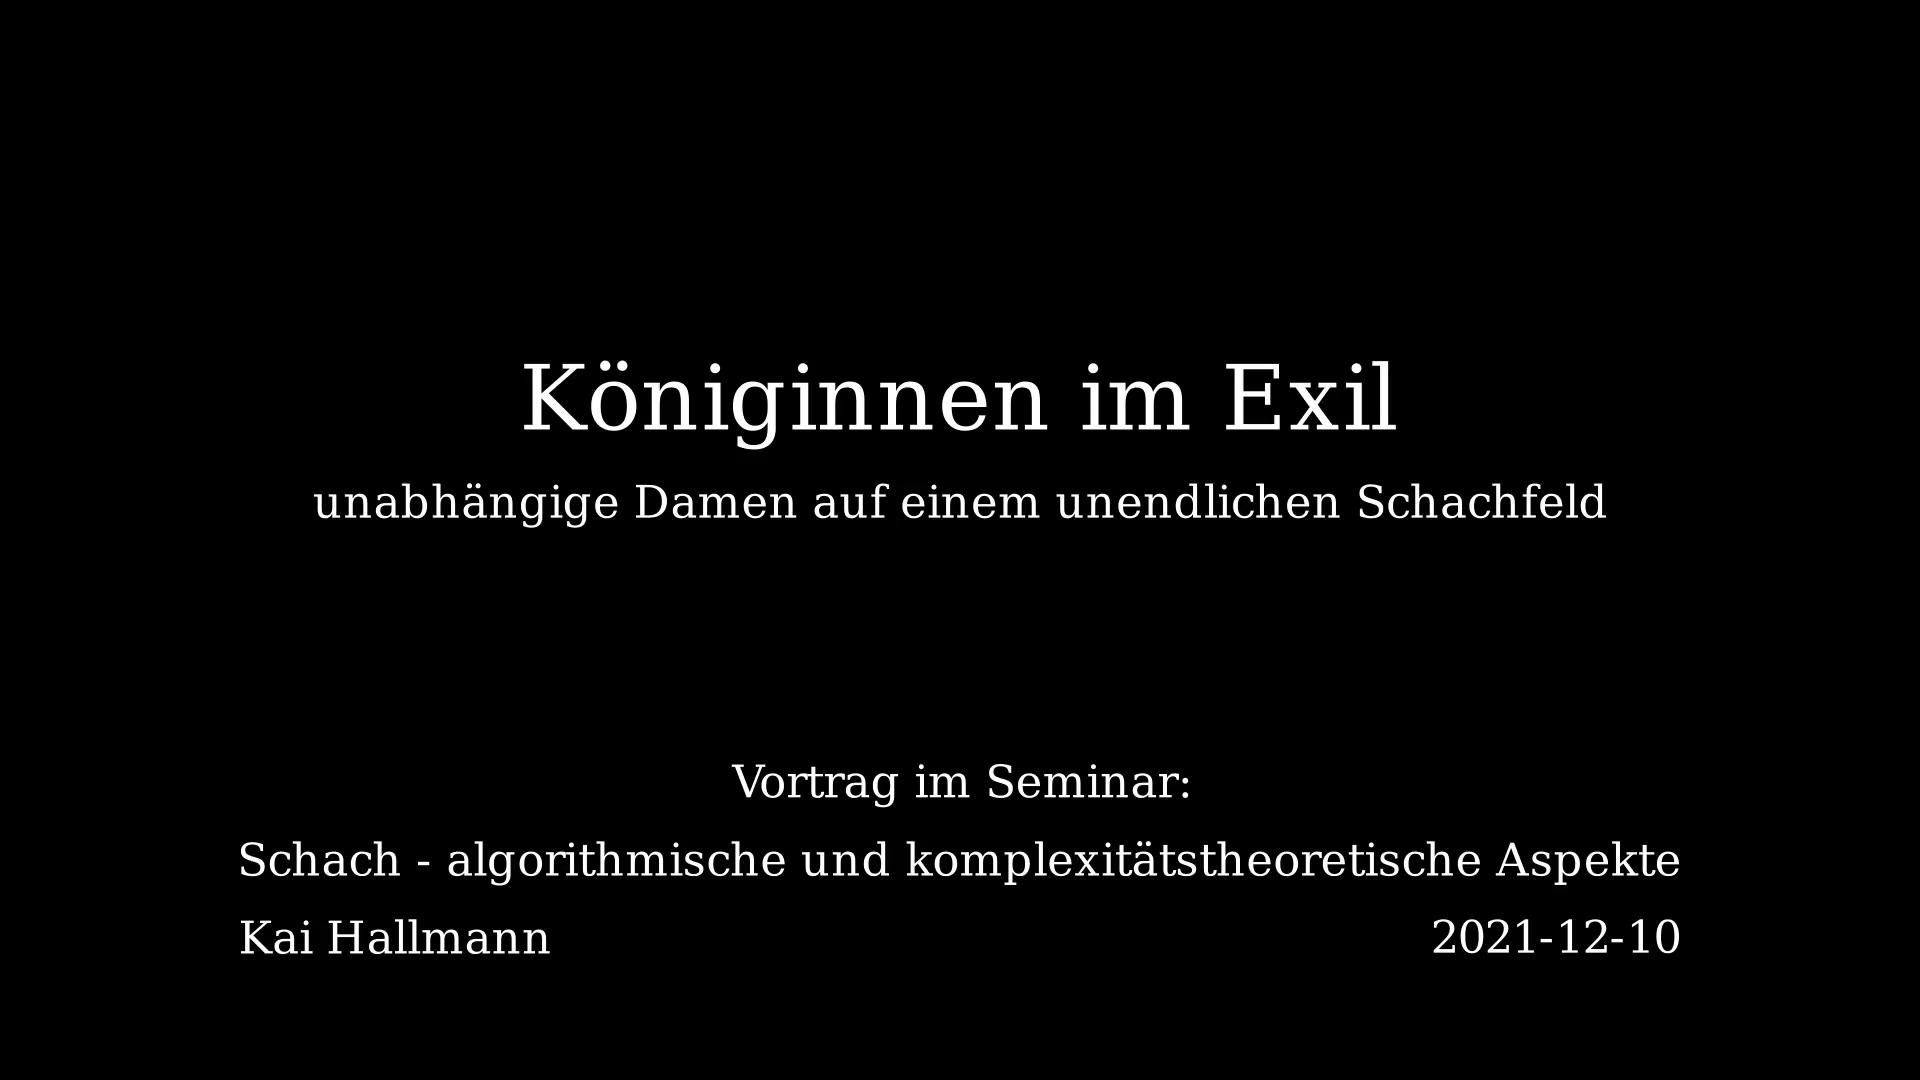 Königinnen im Exil
unabhängige Damen auf einem unendlichen Schachfeld
Vortrag im Seminar:
Schach - algorithmische und komplexitätstheoretische Aspekte
Kai Hallmann 2021-12-10